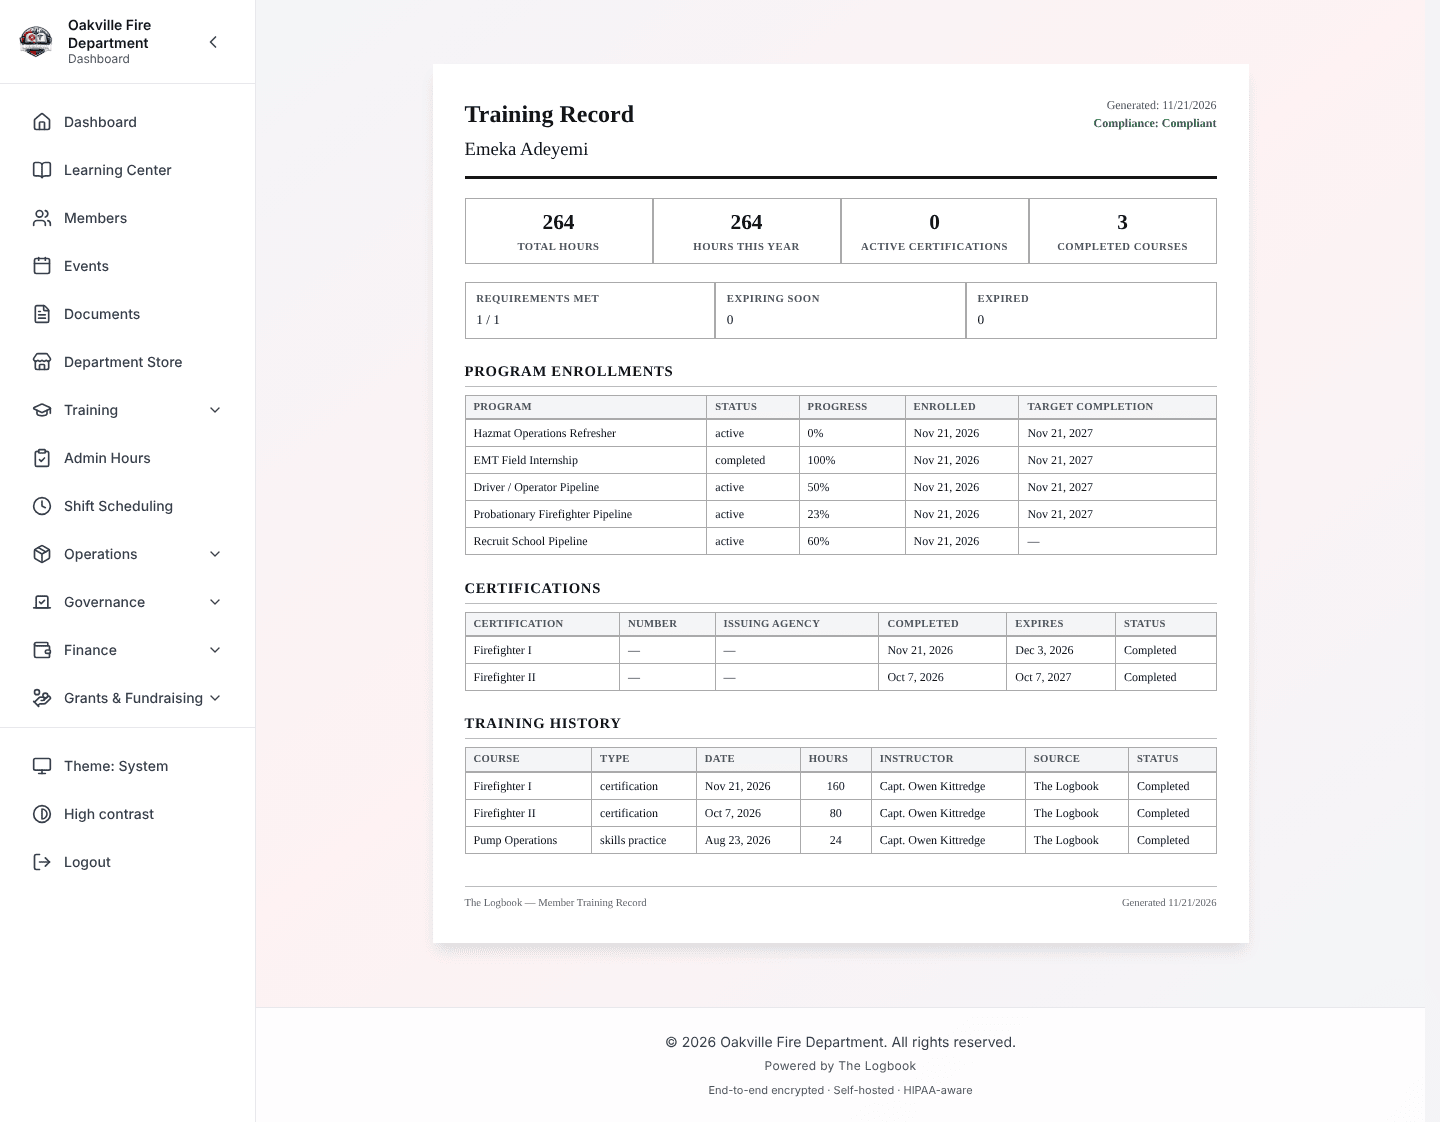 Oakville Fire
Department
Dashboard
Dashboard
Learning Center
Members
Events
Documents
Department Store
Training
Admin Hours
Shift Scheduling
Operations
Governance
Finance
Grants & Fundraising
Theme: System
High contrast
Logout
Training Record
Emeka Adeyemi
Generated: 11/21/2026
Compliance: Compliant
264 264 0 3
TOTAL HOURS HOURS THIS YEAR ACTIVE CERTIFICATIONS COMPLETED COURSES
REQUIREMENTS MET EXPIRING SOON EXPIRED
1 / 1 0 0
PROGRAM ENROLLMENTS
PROGRAM STATUS PROGRESS ENROLLED TARGET COMPLETION
Hazmat Operations Refresher active 0% Nov 21, 2026 Nov 21, 2027
EMT Field Internship completed 100% Nov 21, 2026 Nov 21, 2027
Driver / Operator Pipeline active 50% Nov 21, 2026 Nov 21, 2027
Probationary Firefighter Pipeline active 23% Nov 21, 2026 Nov 21, 2027
Recruit School Pipeline active 60% Nov 21, 2026 —
CERTIFICATIONS
CERTIFICATION NUMBER ISSUING AGENCY COMPLETED EXPIRES STATUS
Firefighter I — — Nov 21, 2026 Dec 3, 2026 Completed
Firefighter II — — Oct 7, 2026 Oct 7, 2027 Completed
TRAINING HISTORY
COURSE TYPE DATE HOURS INSTRUCTOR SOURCE STATUS
Firefighter I certification Nov 21, 2026 160 Capt. Owen Kittredge The Logbook Completed
Firefighter II certification Oct 7, 2026 80 Capt. Owen Kittredge The Logbook Completed
Pump Operations skills practice Aug 23, 2026 24 Capt. Owen Kittredge The Logbook Completed
The Logbook — Member Training Record Generated 11/21/2026
© 2026 Oakville Fire Department. All rights reserved.
Powered by The Logbook
End-to-end encrypted · Self-hosted · HIPAA-aware